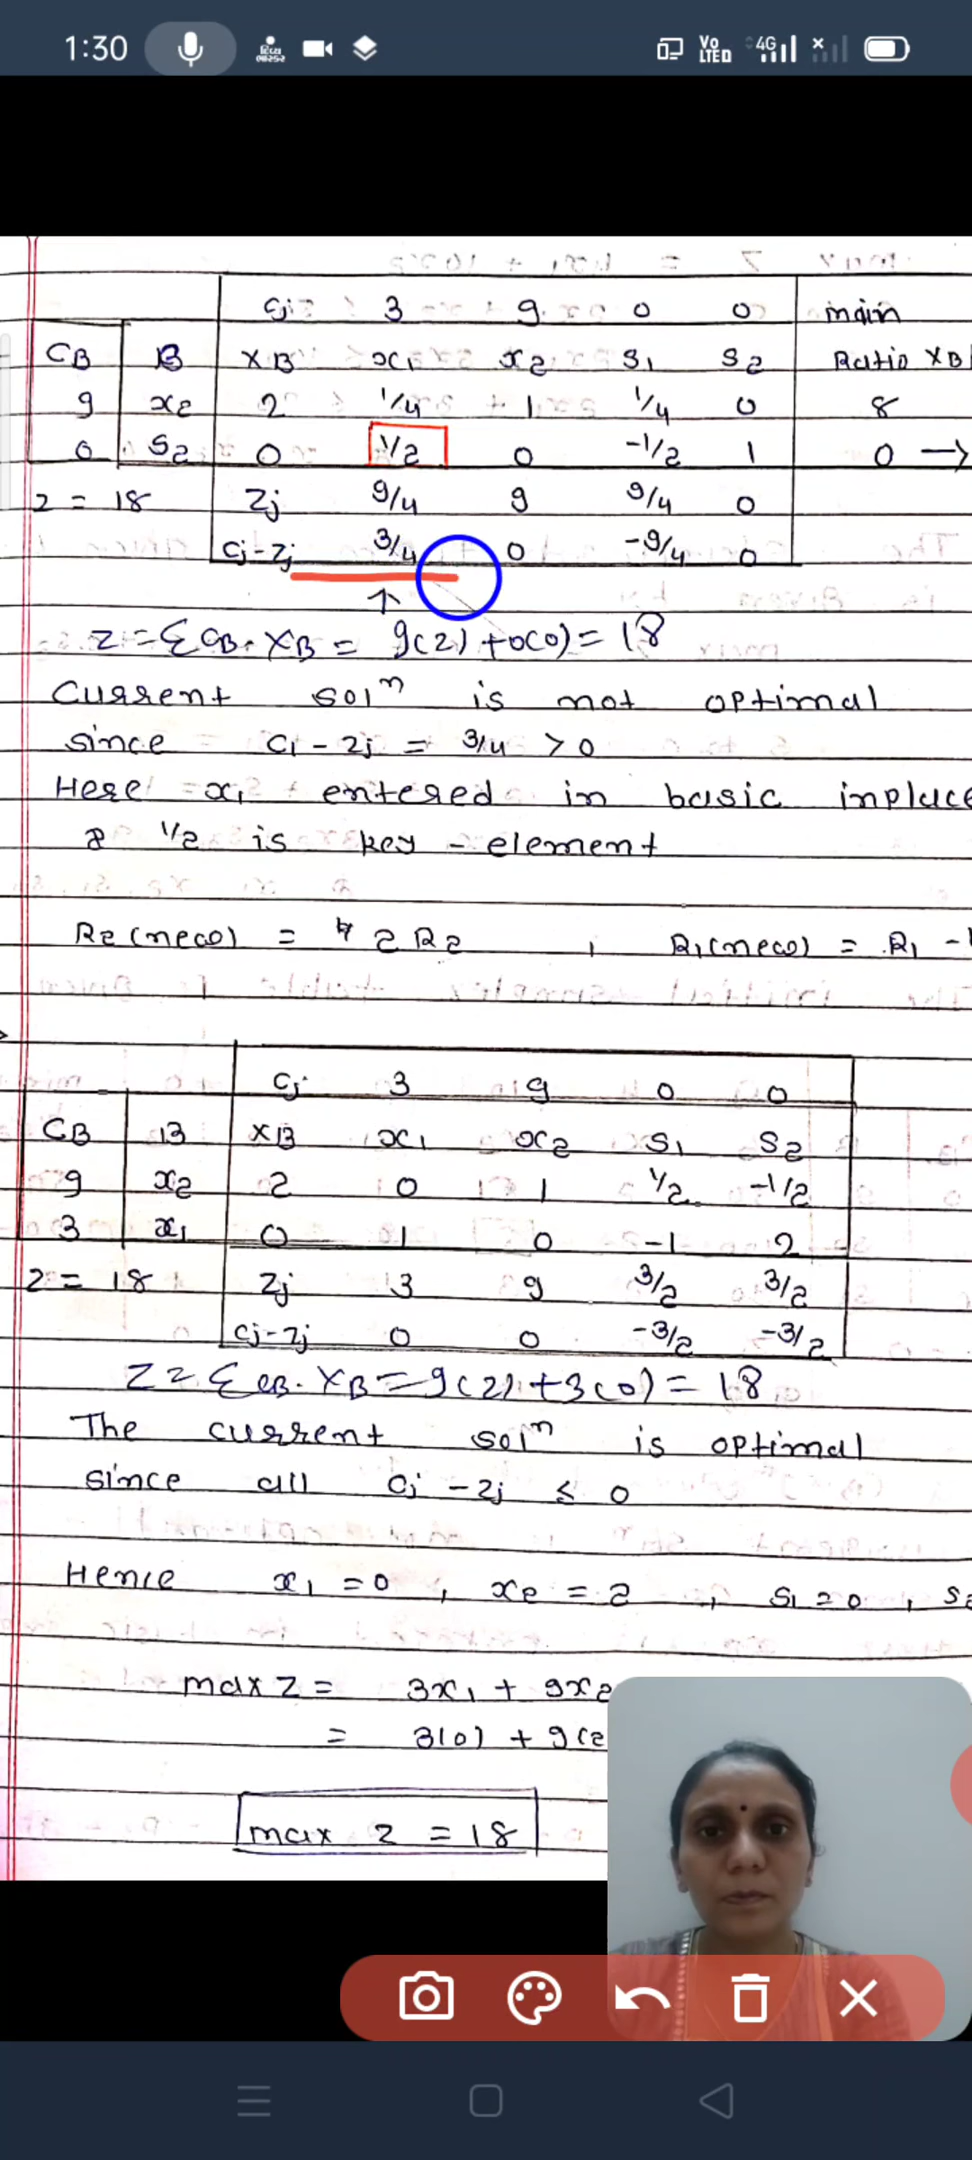 1:30 Vo LTED 4G
Cj 3 9 0 0 min
CB B XB x1 x2 S1 S2 Ratio XB
9 x2 2 1/4 1 1/4 0 8
0 S2 0 1/2 0 -1/2 1 0 →
Z = 18 Zj 9/4 9 9/4 0
Cj-Zj 3/4 0 -9/4 0
↑
Z = ΣCB. XB = 9(2) + 0(0) = 18
Current solⁿ is not optimal
since C1 - Zj = 3/4 > 0
Here x1 entered in basic inplace
& 1/2 is key - element
R2(new) = 2R2 , R1(new) = R1 -
Cj 3 9 0 0
CB B XB x1 x2 S1 S2
9 x2 2 0 1 1/2 -1/2
3 x1 0 1 0 -1 2
Z = 18 Zj 3 9 3/2 3/2
Cj-Zj 0 0 -3/2 -3/2
Z = ΣCB. XB = 9(2) + 3(0) = 18
The current solⁿ is optimal
since all Cj - Zj ≤ 0
Hence x1 = 0 , x2 = 2 , S1 = 0 , S2
max Z = 3x1 + 9x2
= 3(0) + 9(2
max Z = 18